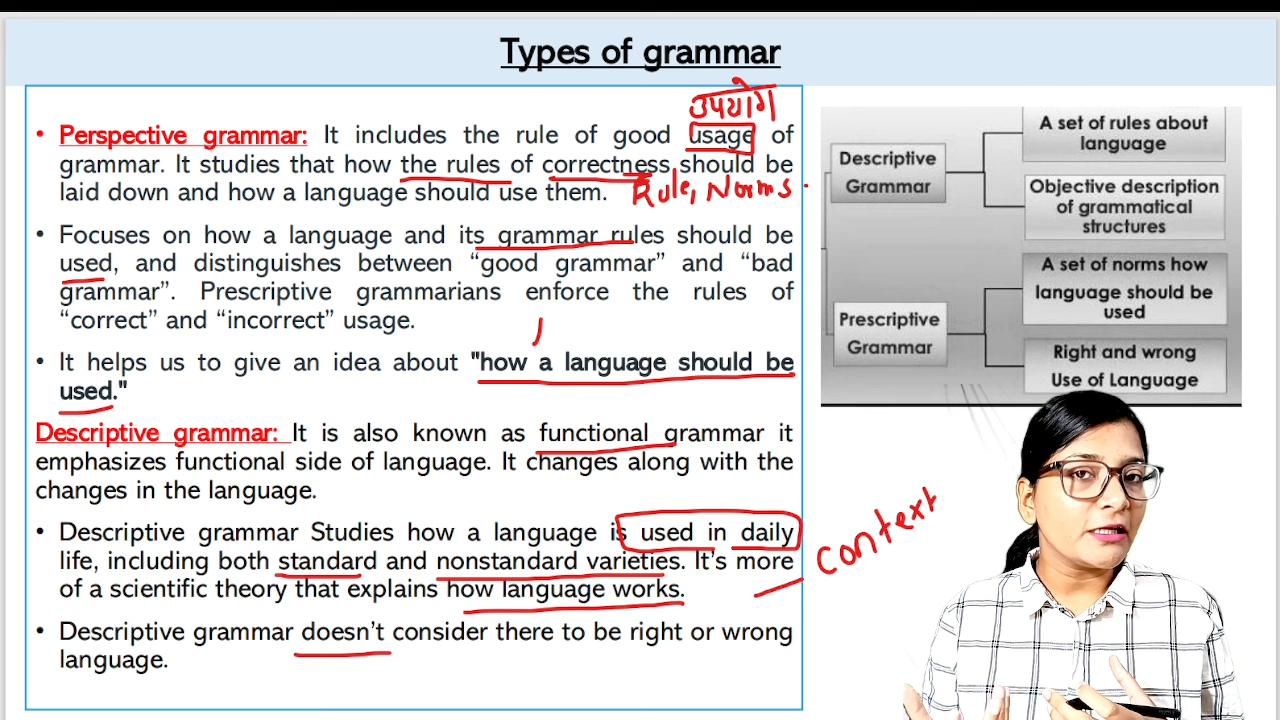 Types of grammar
उपयोग
• Perspective grammar: It includes the rule of good usage of
grammar. It studies that how the rules of correctness should be
laid down and how a language should use them.
Rule, Norms
• Focuses on how a language and its grammar rules should be
used, and distinguishes between “good grammar” and “bad
grammar”. Prescriptive grammarians enforce the rules of
“correct” and “incorrect” usage.
• It helps us to give an idea about "how a language should be
used."
Descriptive grammar: It is also known as functional grammar it
emphasizes functional side of language. It changes along with the
changes in the language.
• Descriptive grammar Studies how a language is used in daily
life, including both standard and nonstandard varieties. It’s more
of a scientific theory that explains how language works.
• Descriptive grammar doesn’t consider there to be right or wrong
language.
context
Descriptive
Grammar
A set of rules about
language
Objective description
of grammatical
structures
Prescriptive
Grammar
A set of norms how
language should be
used
Right and wrong
Use of Language